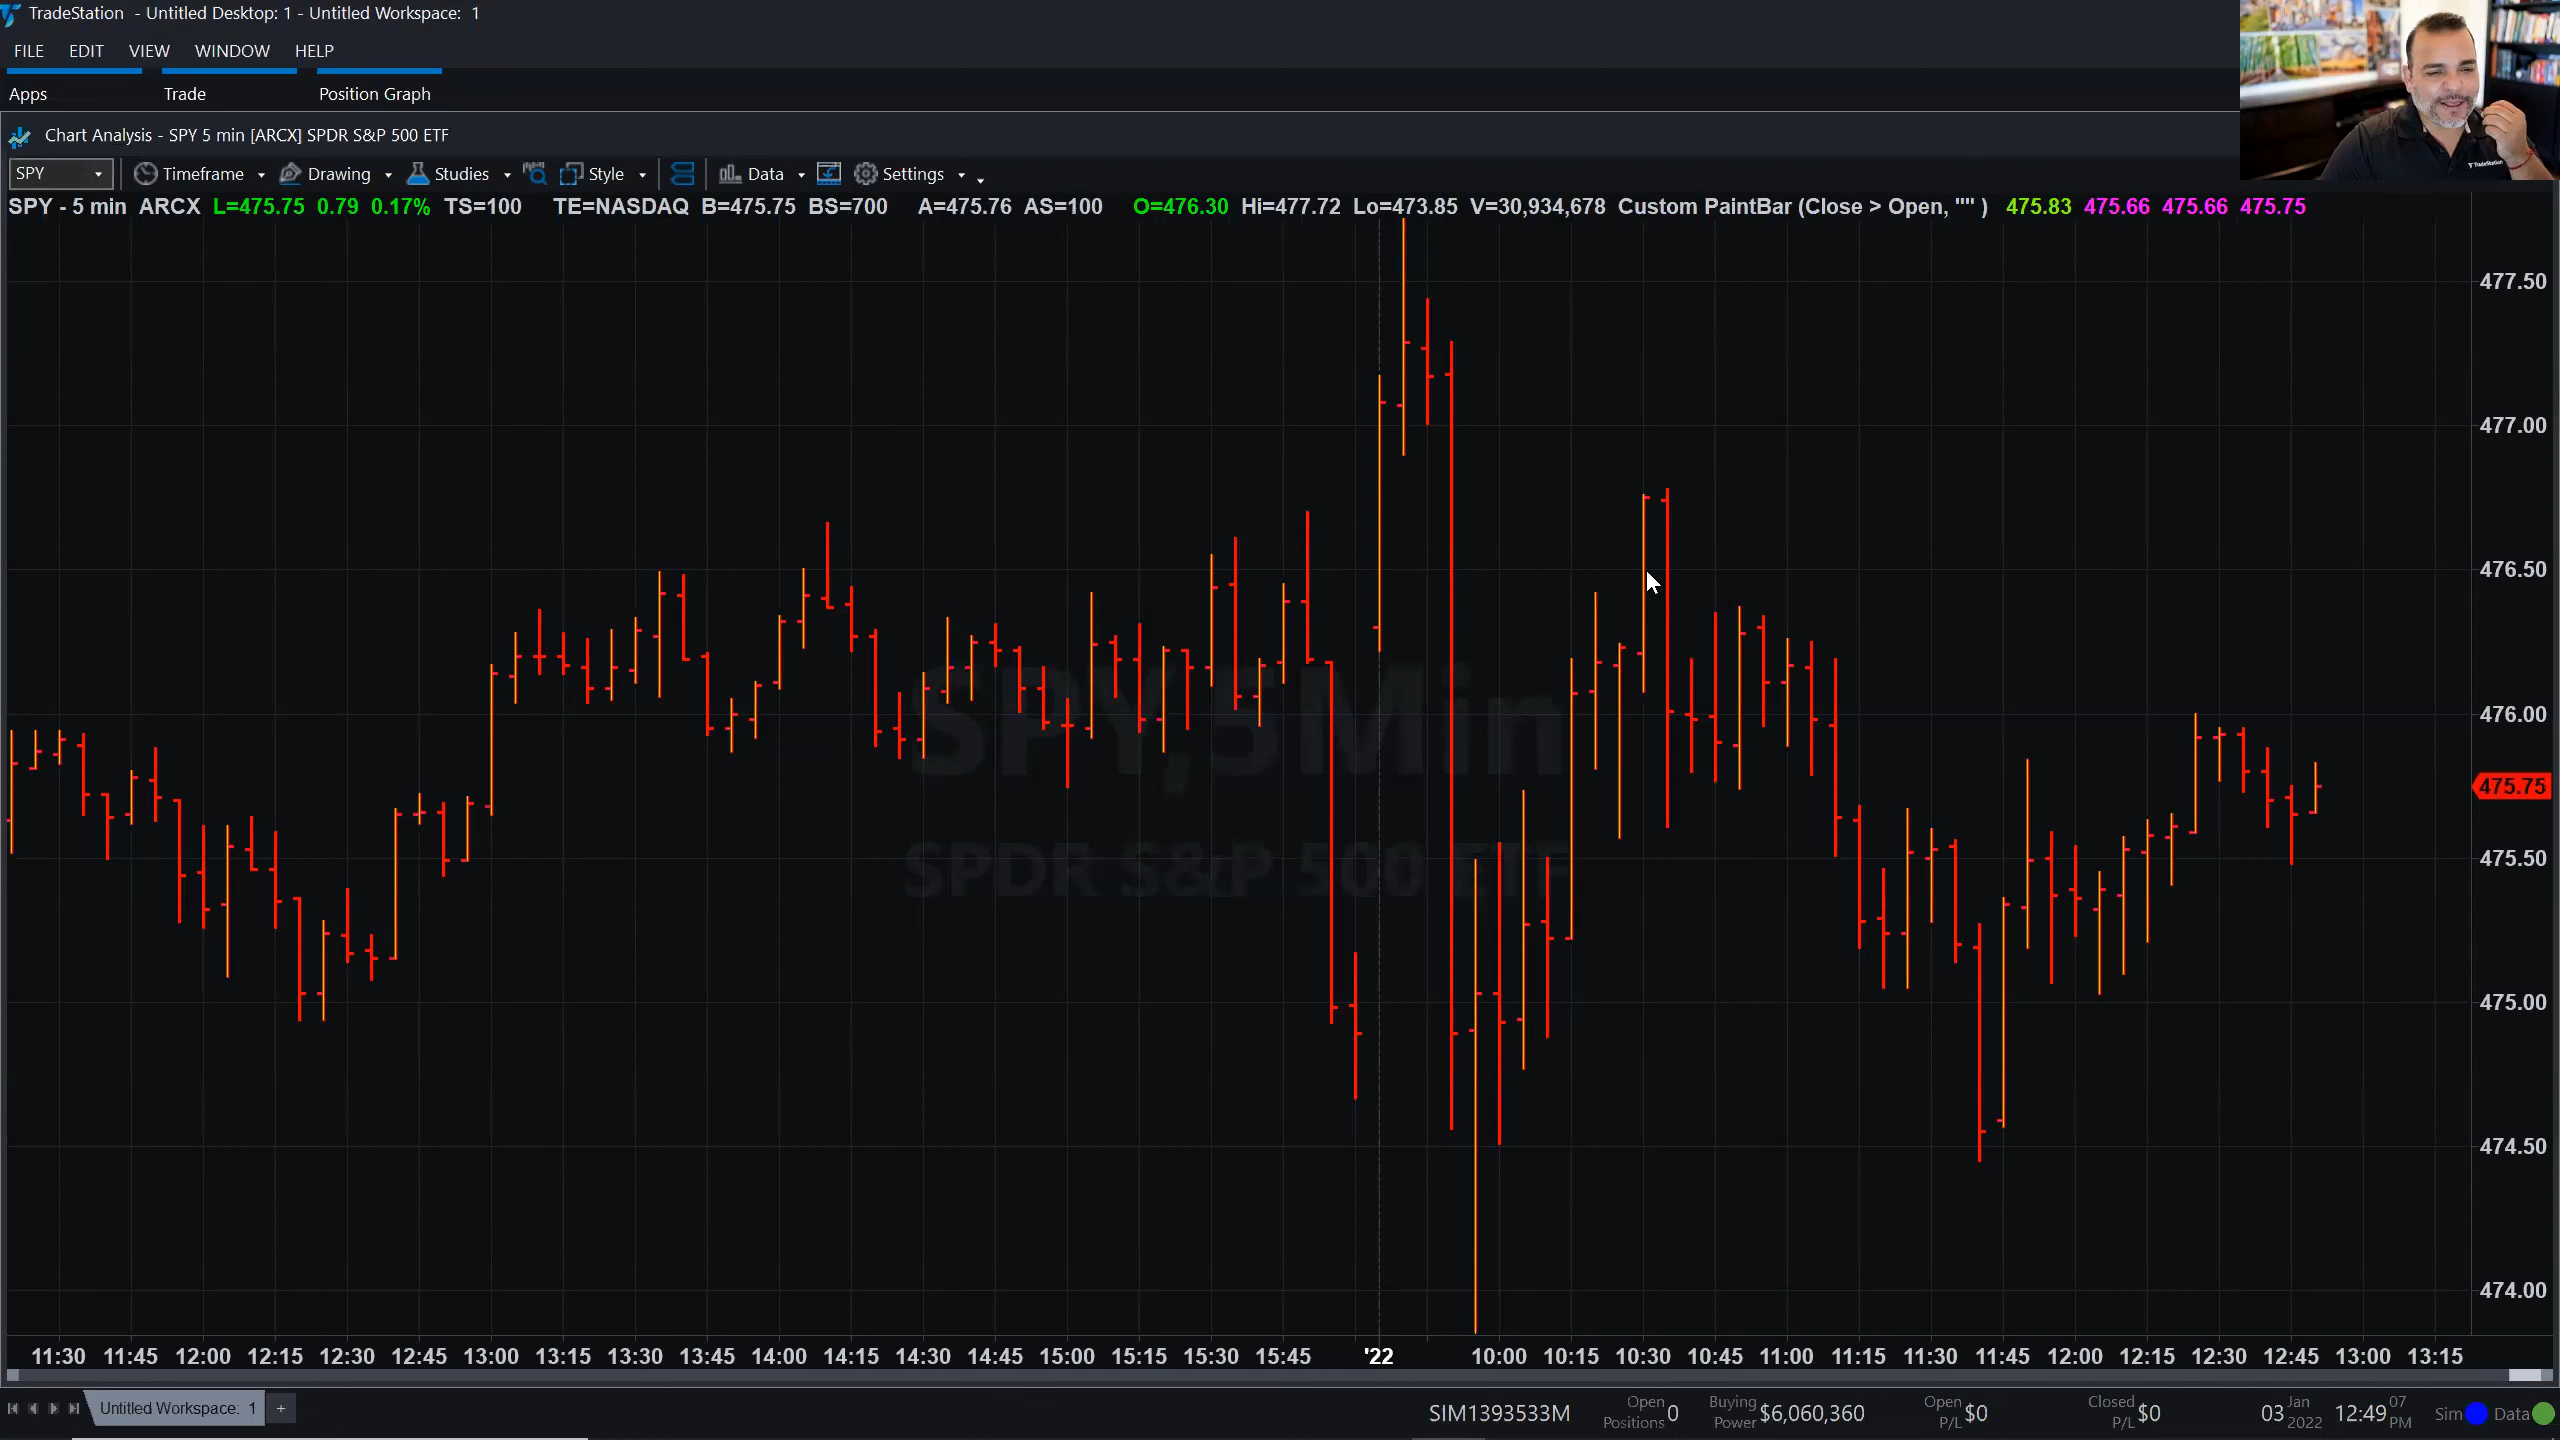 TradeStation - Untitled Desktop: 1 - Untitled Workspace: 1
FILE EDIT VIEW WINDOW HELP
Apps Trade Position Graph
Chart Analysis - SPY 5 min [ARCX] SPDR S&P 500 ETF
SPY Timeframe Drawing Studies Style Data Settings
SPY - 5 min ARCX L=475.75 0.79 0.17% TS=100 TE=NASDAQ B=475.75 BS=700 A=475.76 AS=100 O=476.30 Hi=477.72 Lo=473.85 V=30,934,678 Custom PaintBar (Close > Open, "" ) 475.83 475.66 475.66 475.75
TradeStation
477.50
477.00
476.50
476.00
475.75
475.50
475.00
474.50
474.00
SPY,5Min
SPDR S&P 500 ETF
11:30 11:45 12:00 12:15 12:30 12:45 13:00 13:15 13:30 13:45 14:00 14:15 14:30 14:45 15:00 15:15 15:30 15:45 '22 10:00 10:15 10:30 10:45 11:00 11:15 11:30 11:45 12:00 12:15 12:30 12:45 13:00 13:15
Untitled Workspace: 1 +
SIM1393533M Open Positions 0 Buying Power $6,060,360 Open P/L $0 Closed P/L $0 03 Jan 2022 12:49 07 PM Sim Data